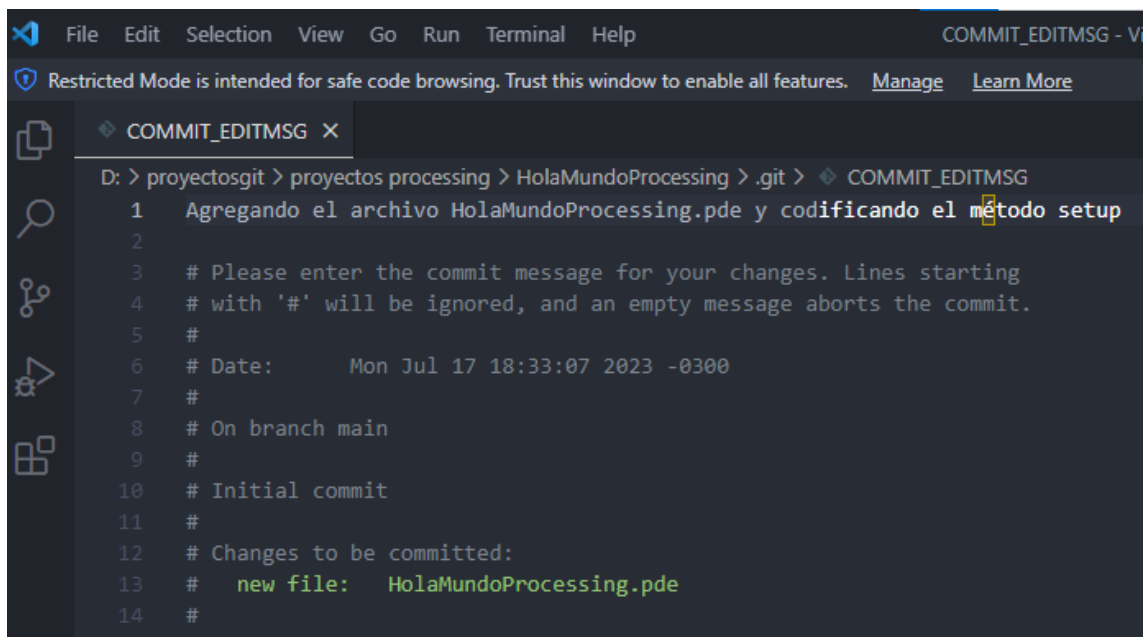 File Edit Selection View Go Run Terminal Help COMMIT_EDITMSG - Vi
Restricted Mode is intended for safe code browsing. Trust this window to enable all features. Manage Learn More
COMMIT_EDITMSG
D: > proyectosgit > proyectos processing > HolaMundoProcessing > .git > COMMIT_EDITMSG
1 Agregando el archivo HolaMundoProcessing.pde y codificando el método setup
2
3 # Please enter the commit message for your changes. Lines starting
4 # with '#' will be ignored, and an empty message aborts the commit.
5 #
6 # Date: Mon Jul 17 18:33:07 2023 -0300
7 #
8 # On branch main
9 #
10 # Initial commit
11 #
12 # Changes to be committed:
13 # new file: HolaMundoProcessing.pde
14 #